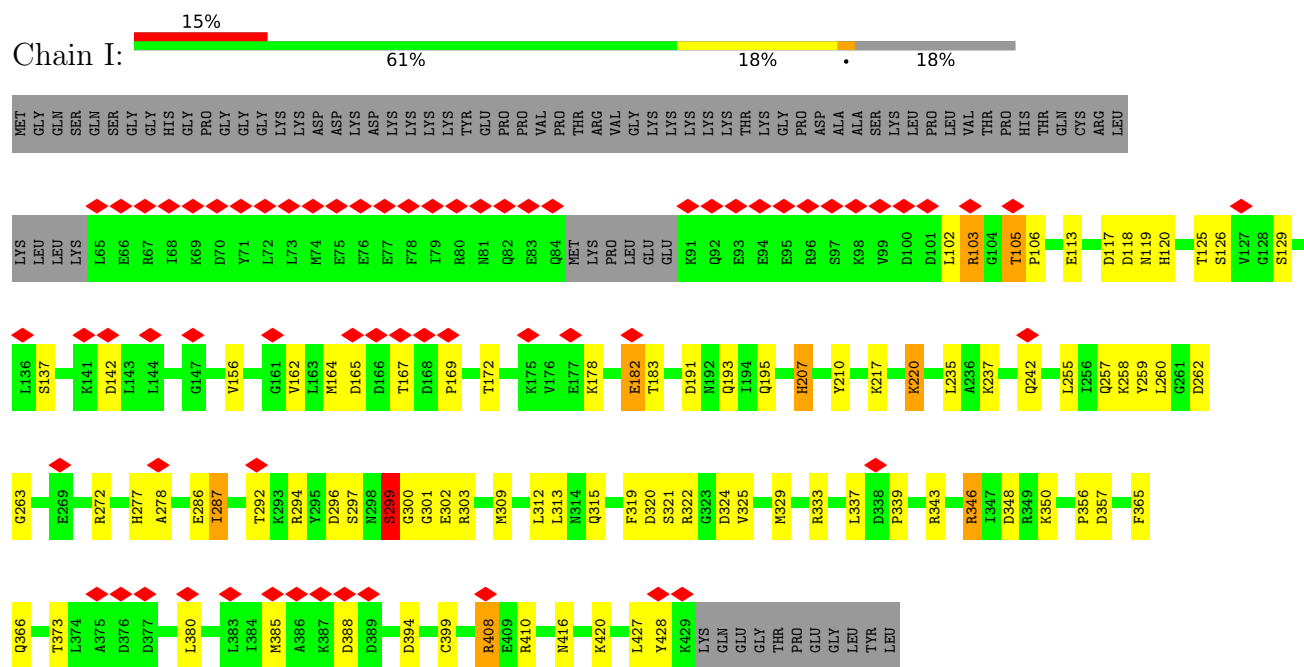 15%
Chain I:
61% 18% • 18%
MET GLY GLN SER GLN SER GLY GLY HIS GLY PRO GLY GLY GLY LYS LYS ASP ASP LYS ASP LYS LYS LYS LYS TYR GLU PRO PRO VAL PRO THR ARG VAL GLY LYS LYS LYS LYS LYS THR LYS GLY PRO ASP ALA ALA SER LYS LEU PRO LEU VAL THR PRO HIS THR GLN CYS ARG LEU
LYS LEU LEU LYS L65 E66 R67 I68 K69 D70 Y71 L72 L73 M74 E75 E76 E77 F78 I79 R80 N81 Q82 E83 Q84 MET LYS PRO LEU GLU GLU K91 Q92 E93 E94 E95 R96 S97 K98 V99 D100 D101 L102 R103 G104 T105 P106 E113 D117 D118 N119 H120 T125 S126 V127 G128 S129
L136 S137 K141 D142 L143 L144 G147 V156 G161 V162 L163 M164 D165 D166 T167 D168 P169 T172 K175 V176 E177 K178 E182 T183 D191 N192 Q193 I194 Q195 H207 Y210 K217 K220 L235 A236 K237 Q242 L255 I256 Q257 K258 Y259 L260 G261 D262
G263 E269 R272 H277 A278 E286 I287 T292 K293 R294 Y295 D296 S297 N298 S299 G300 G301 E302 R303 M309 L312 L313 N314 Q315 F319 D320 S321 R322 G323 D324 V325 M329 R333 L337 D338 P339 R343 R346 I347 D348 R349 K350 P356 D357 F365
Q366 T373 L374 A375 D376 D377 L380 L383 I384 M385 A386 K387 D388 D389 D394 C399 R408 E409 R410 N416 K420 L427 Y428 K429 LYS GLN GLU GLY THR PRO GLU GLY LEU TYR LEU